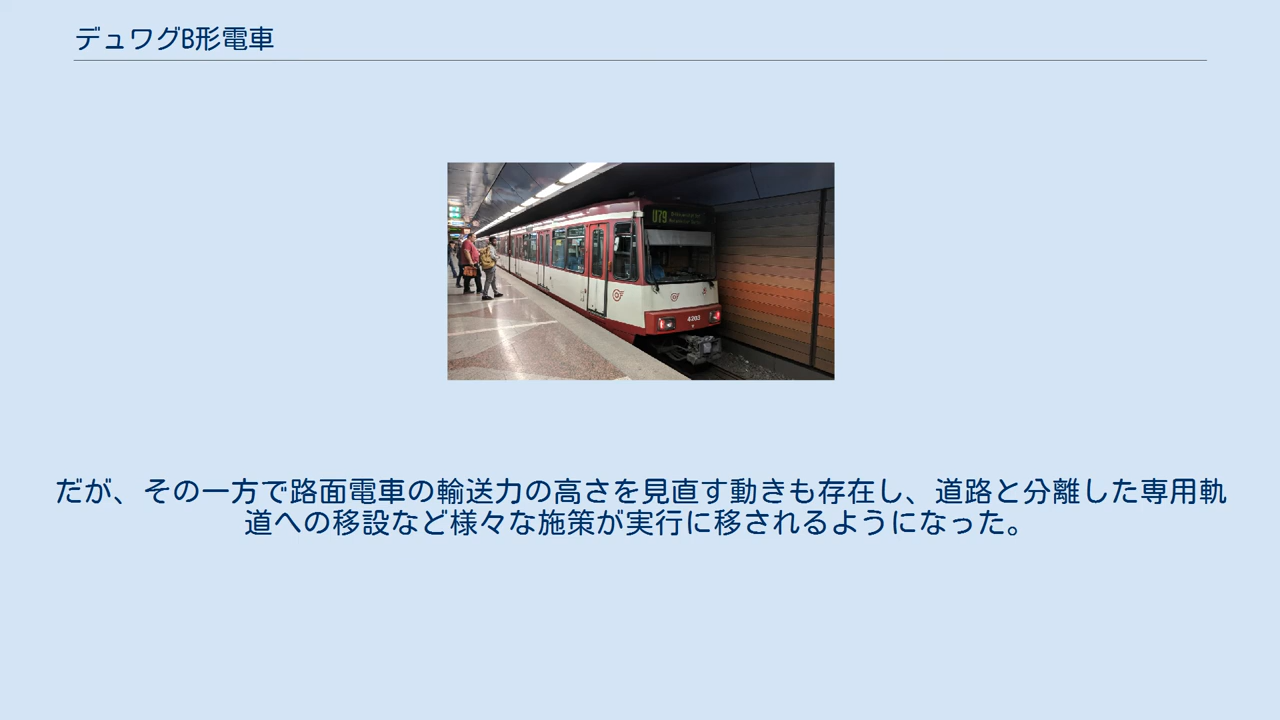 デュワグB形電車
U79
4203
だが、その一方で路面電車の輸送力の高さを見直す動きも存在し、道路と分離した専用軌
道への移設など様々な施策が実行に移されるようになった。